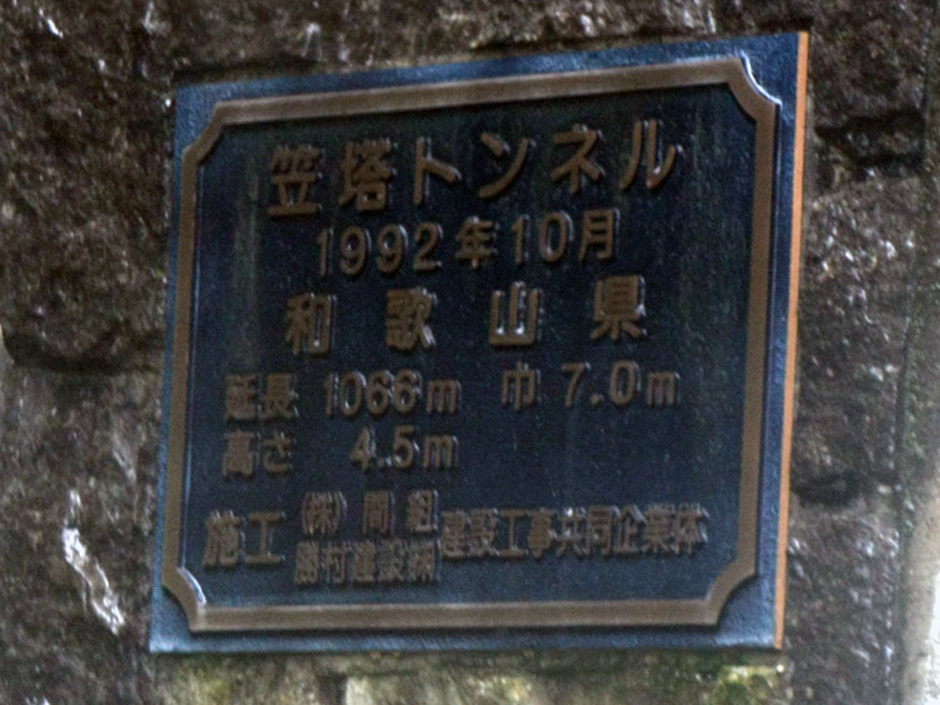 笠塔トンネル
1992年10月
和歌山県
延長 1066m 巾 7.0m
高さ 4.5m
施工 (株) 間組
勝村建設(株) 建設工事共同企業体